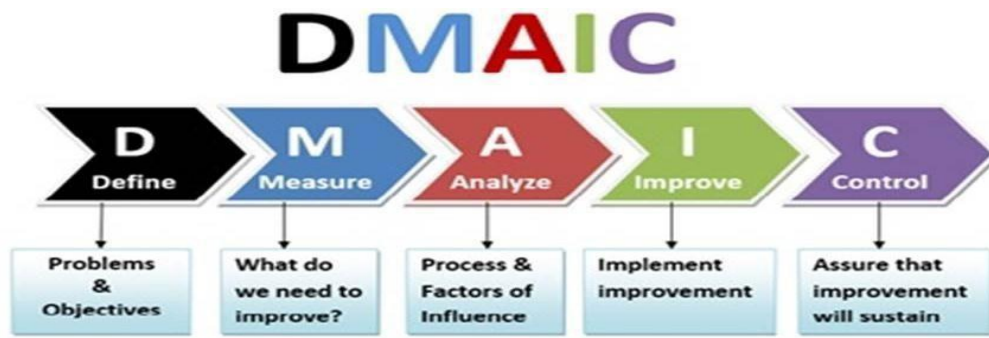 DMAIC
D
Define
M
Measure
A
Analyze
I
Improve
C
Control
Problems
&
Objectives
What do
we need to
improve?
Process &
Factors of
Influence
Implement
improvement
Assure that
improvement
will sustain